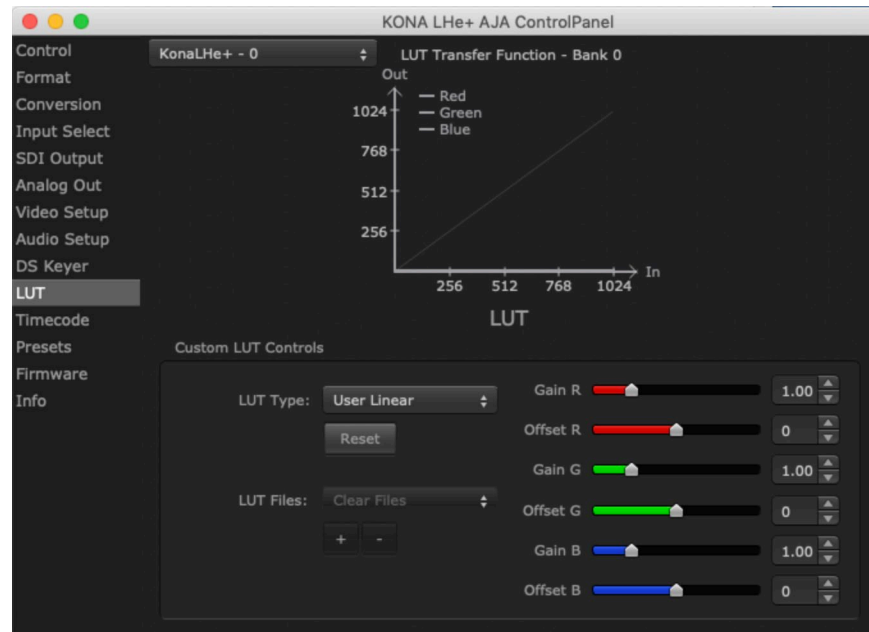 KONA LHe+ AJA ControlPanel
Control
Format
Conversion
Input Select
SDI Output
Analog Out
Video Setup
Audio Setup
DS Keyer
LUT
Timecode
Presets
Firmware
Info
KonaLHe+ - 0
LUT Transfer Function - Bank 0
Out
Red
Green
Blue
1024
768
512
256
In
256 512 768 1024
LUT
Custom LUT Controls
LUT Type: User Linear
Reset
LUT Files: Clear Files
+ -
Gain R 1.00
Offset R 0
Gain G 1.00
Offset G 0
Gain B 1.00
Offset B 0